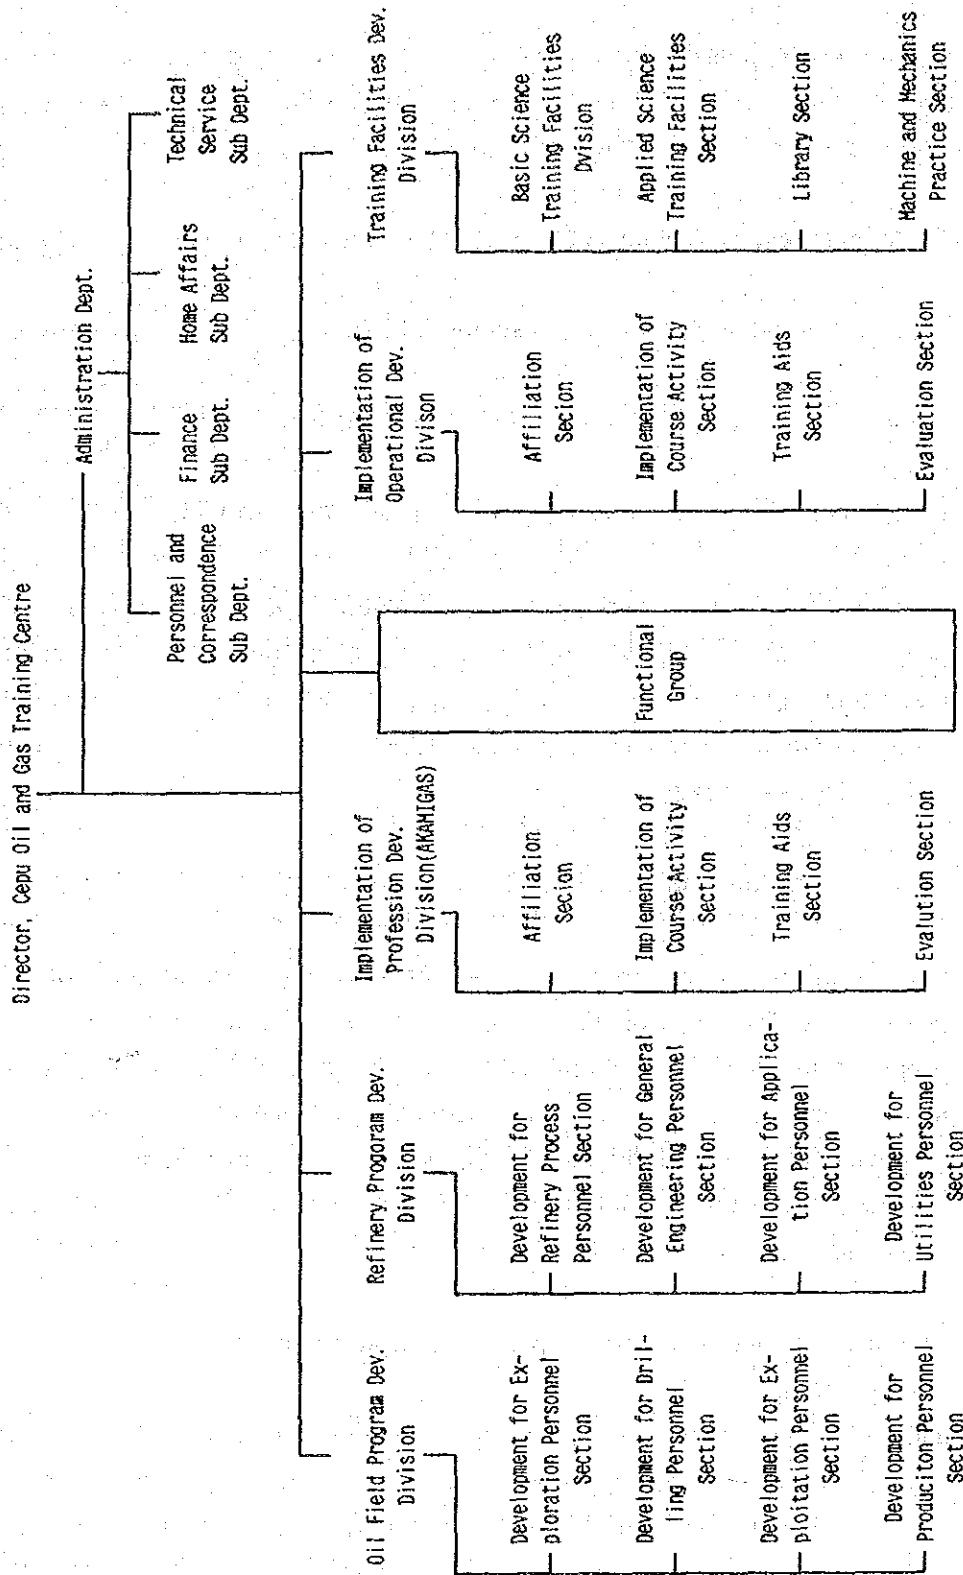 Director, Cepu Oil and Gas Training Centre
Administration Dept.
Personnel and
Correspondence
Sub Dept.
Finance
Sub Dept.
Home Affairs
Sub Dept.
Technical
Service
Sub Dept.
Oil Field Program Dev.
Division
Development for Ex-
ploration Personnel
Section
Development for Dril-
ling Personnel
Section
Development for Ex-
ploitation Personnel
Section
Development for
Produciton Personnel
Section
Refinery Progoram Dev.
Division
Development for
Refinery Process
Personnel Section
Development for General
Engineering Personnel
Section
Development for Applica-
tion Personnel
Section
Development for
Utilities Personnel
Section
Implementation of
Profession Dev.
Division(AKAMIGAS)
Affiliation
Secion
Implementation of
Course Activity
Section
Training Aids
Section
Evalution Section
Functional
Group
Implementation of
Operational Dev.
Divison
Affiliation
Secion
Implementation of
Course Activity
Section
Training Aids
Section
Evaluation Section
Training Facilities Dev.
Division
Basic Science
Training Facilities
Dvision
Applied Science
Training Facilities
Section
Library Section
Machine and Mechanics
Practice Section